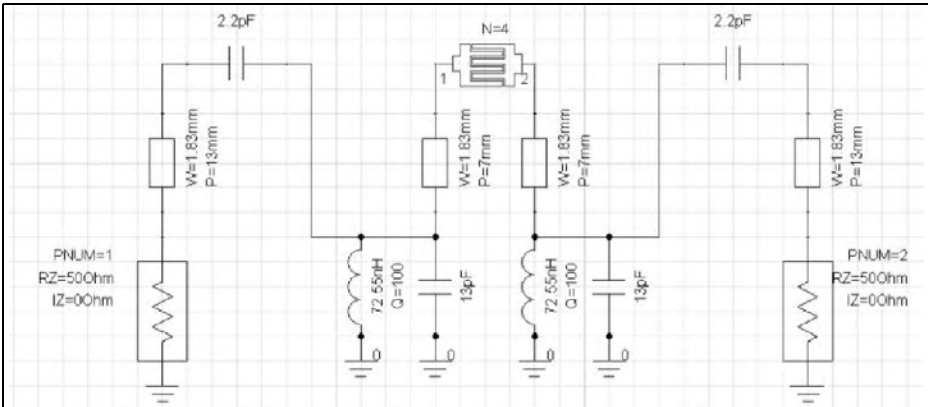 2.2pF
N=4
2.2pF
1
2
W=1.83mm
P=13mm
W=1.83mm
P=7mm
W=1.83mm
P=7mm
W=1.83mm
P=13mm
PNUM=1
RZ=50Ohm
IZ=0Ohm
72.55nH
Q=100
13pF
72.55nH
Q=100
13pF
PNUM=2
RZ=50Ohm
IZ=0Ohm
0
0
0
0